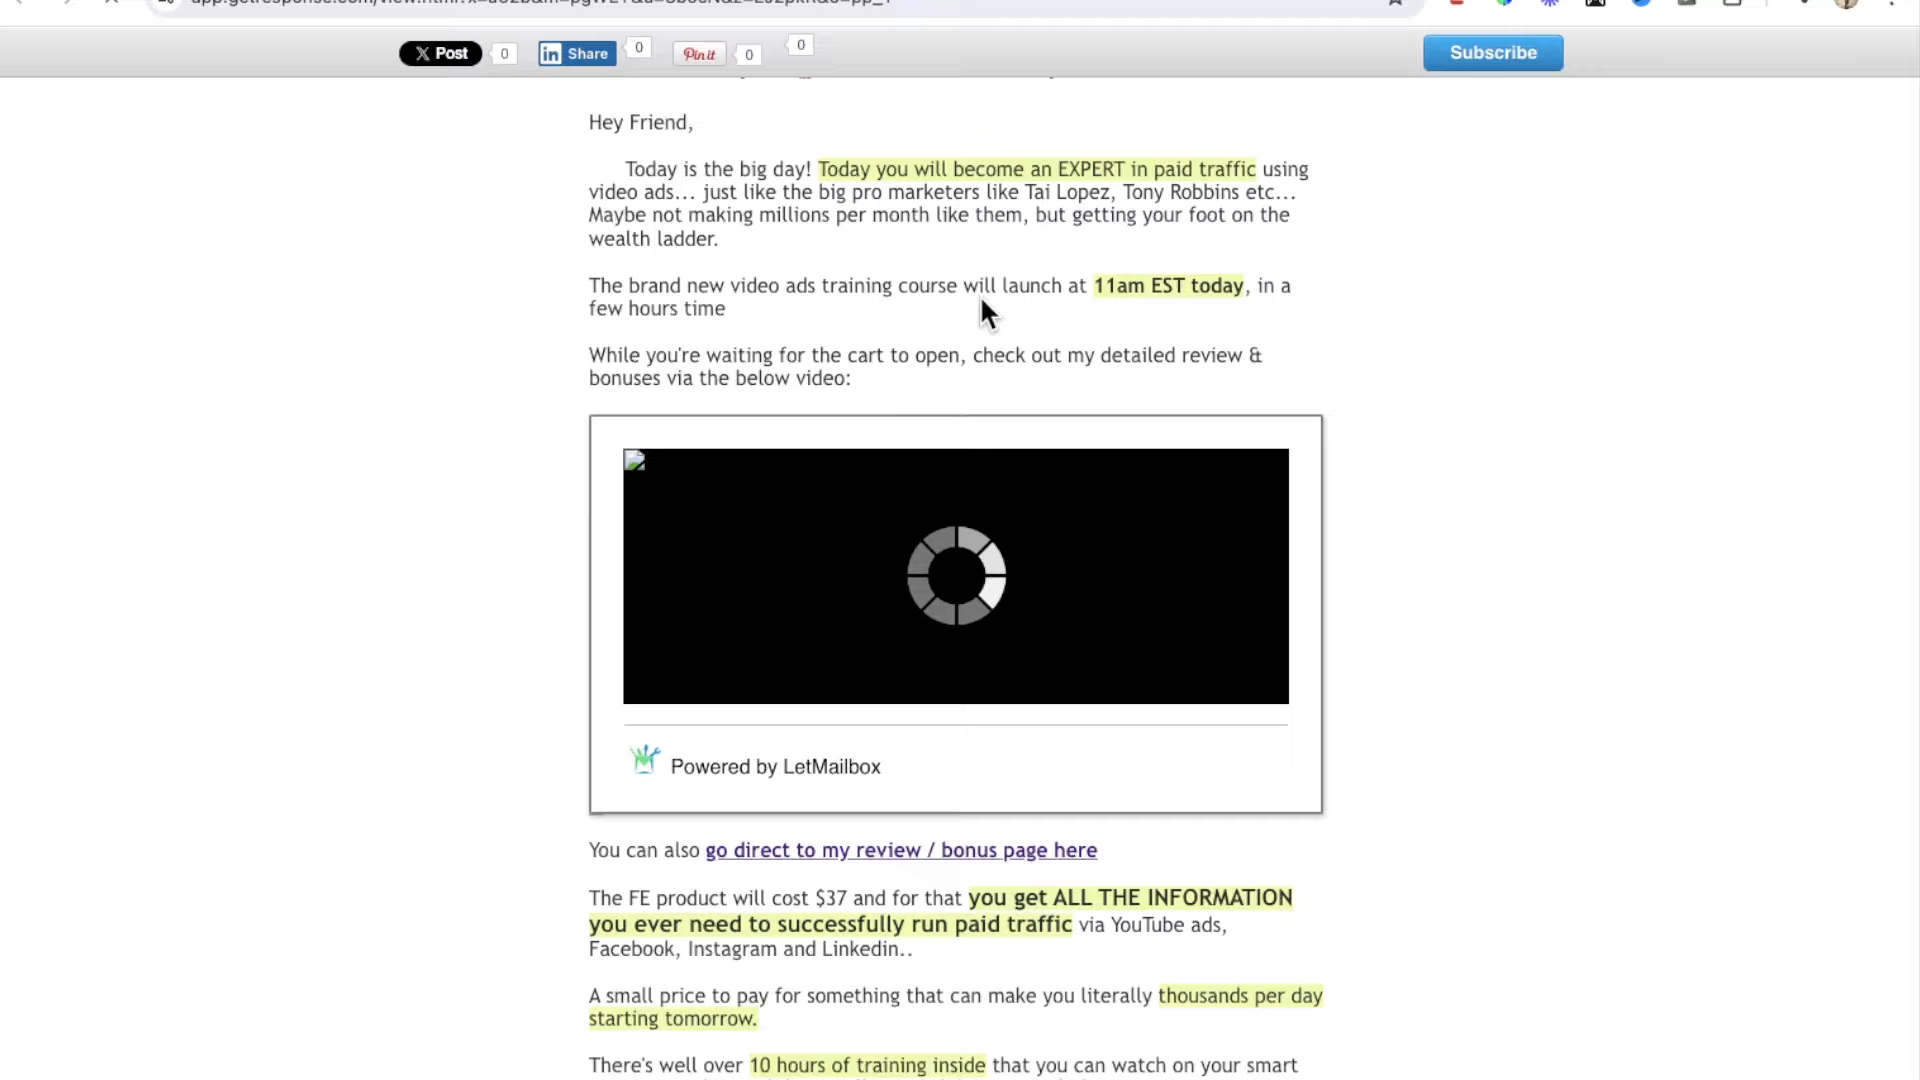 Post 0 in Share 0 Pin it 0 0 Subscribe
Hey Friend,
Today is the big day! Today you will become an EXPERT in paid traffic using
video ads... just like the big pro marketers like Tai Lopez, Tony Robbins etc...
Maybe not making millions per month like them, but getting your foot on the
wealth ladder.
The brand new video ads training course will launch at 11am EST today, in a
few hours time
While you're waiting for the cart to open, check out my detailed review &
bonuses via the below video:
Powered by LetMailbox
You can also go direct to my review / bonus page here
The FE product will cost $37 and for that you get ALL THE INFORMATION
you ever need to successfully run paid traffic via YouTube ads,
Facebook, Instagram and Linkedin..
A small price to pay for something that can make you literally thousands per day
starting tomorrow.
There's well over 10 hours of training inside that you can watch on your smart